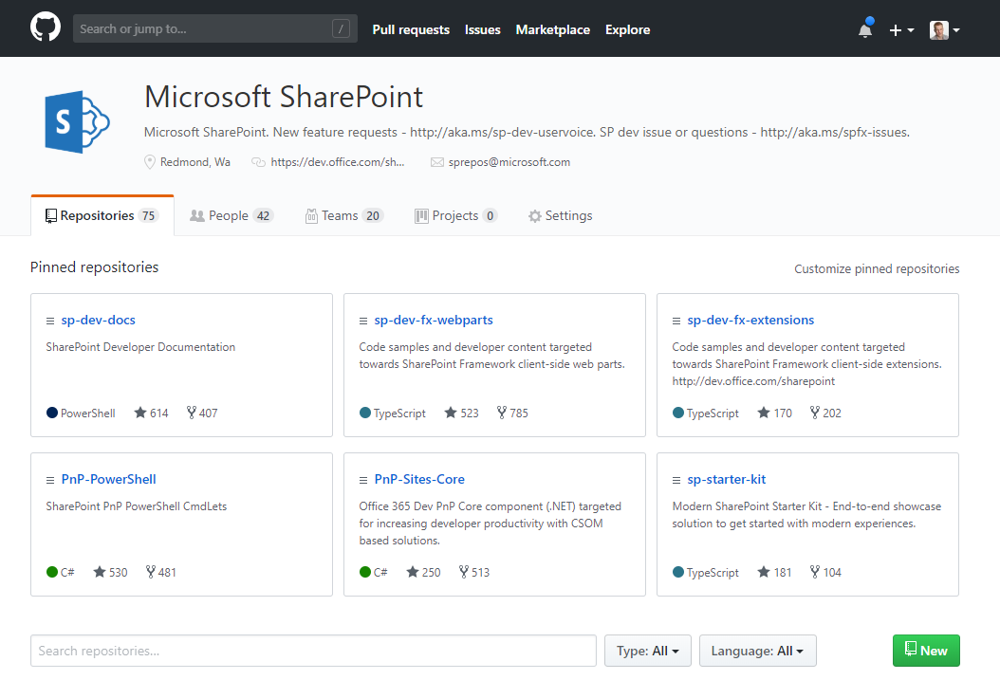 Search or jump to... / Pull requests Issues Marketplace Explore
S
Microsoft SharePoint
Microsoft SharePoint. New feature requests - http://aka.ms/sp-dev-uservoice. SP dev issue or questions - http://aka.ms/spfx-issues.
Redmond, Wa https://dev.office.com/sh... sprepos@microsoft.com
Repositories 75 People 42 Teams 20 Projects 0 Settings
Pinned repositories Customize pinned repositories
sp-dev-docs
SharePoint Developer Documentation
PowerShell 614 407
sp-dev-fx-webparts
Code samples and developer content targeted
towards SharePoint Framework client-side web parts.
TypeScript 523 785
sp-dev-fx-extensions
Code samples and developer content targeted
towards SharePoint Framework client-side extensions.
http://dev.office.com/sharepoint
TypeScript 170 202
PnP-PowerShell
SharePoint PnP PowerShell CmdLets
C# 530 481
PnP-Sites-Core
Office 365 Dev PnP Core component (.NET) targeted
for increasing developer productivity with CSOM
based solutions.
C# 250 513
sp-starter-kit
Modern SharePoint Starter Kit - End-to-end showcase
solution to get started with modern experiences.
TypeScript 181 104
Search repositories... Type: All Language: All New